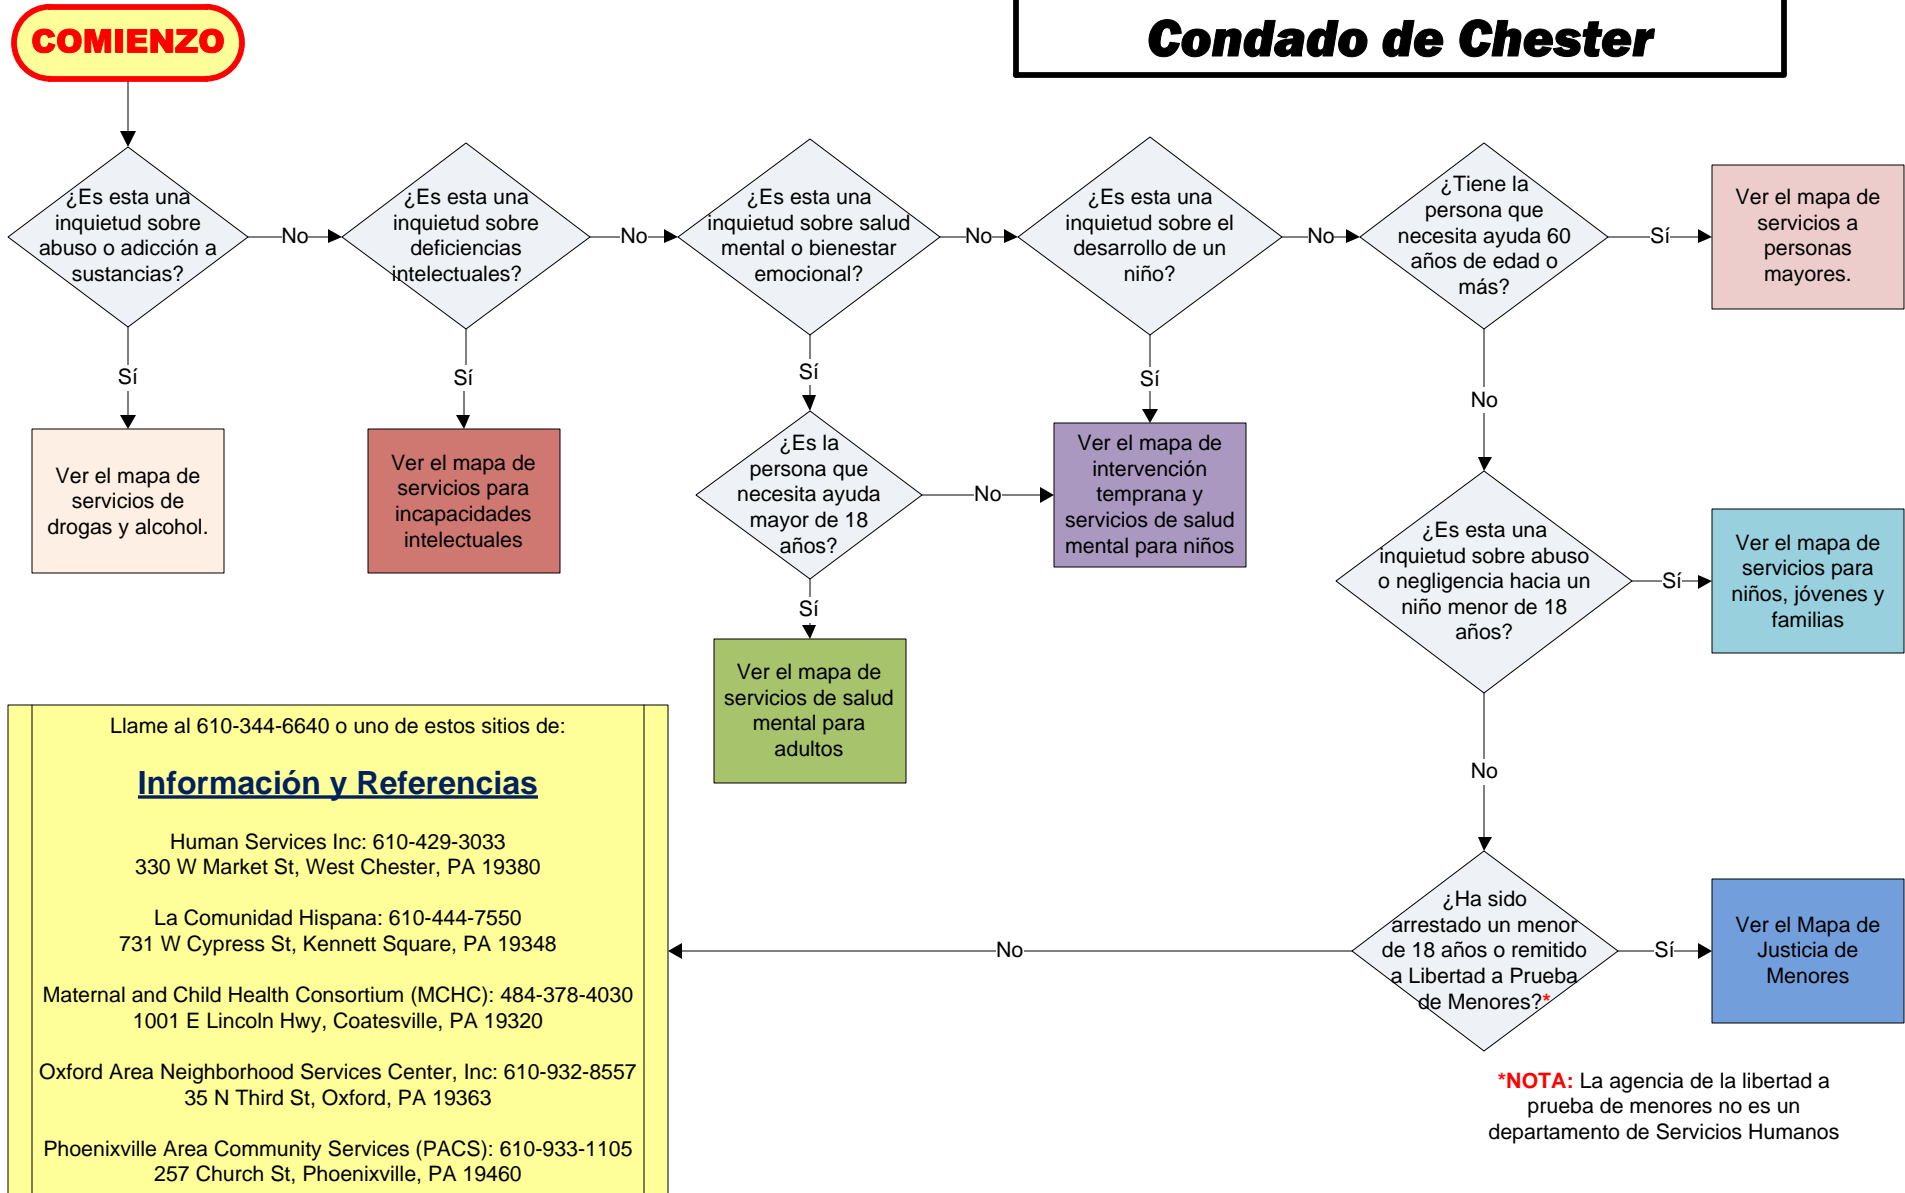 COMIENZO
Condado de Chester
¿Es esta una
inquietud sobre
abuso o adicción a
sustancias?
No
¿Es esta una
inquietud sobre
deficiencias
intelectuales?
No
¿Es esta una
inquietud sobre salud
mental o bienestar
emocional?
No
¿Es esta una
inquietud sobre el
desarrollo de un
niño?
No
¿Tiene la
persona que
necesita ayuda 60
años de edad o
más?
Sí
Ver el mapa de
servicios a
personas
mayores.
Sí
Sí
Sí
Sí
No
Ver el mapa de
servicios de
drogas y alcohol.
Ver el mapa de
servicios para
incapacidades
intelectuales
¿Es la
persona que
necesita ayuda
mayor de 18
años?
No
Ver el mapa de
intervención
temprana y
servicios de salud
mental para niños
Sí
Ver el mapa de
servicios de salud
mental para
adultos
¿Es esta una
inquietud sobre abuso
o negligencia hacia un
niño menor de 18
años?
Sí
Ver el mapa de
servicios para
niños, jóvenes y
familias
No
¿Ha sido
arrestado un menor
de 18 años o remitido
a Libertad a Prueba
de Menores?*
Sí
Ver el Mapa de
Justicia de
Menores
No
*NOTA: La agencia de la libertad a
prueba de menores no es un
departamento de Servicios Humanos
Llame al 610-344-6640 o uno de estos sitios de:
Información y Referencias
Human Services Inc: 610-429-3033
330 W Market St, West Chester, PA 19380
La Comunidad Hispana: 610-444-7550
731 W Cypress St, Kennett Square, PA 19348
Maternal and Child Health Consortium (MCHC): 484-378-4030
1001 E Lincoln Hwy, Coatesville, PA 19320
Oxford Area Neighborhood Services Center, Inc: 610-932-8557
35 N Third St, Oxford, PA 19363
Phoenixville Area Community Services (PACS): 610-933-1105
257 Church St, Phoenixville, PA 19460